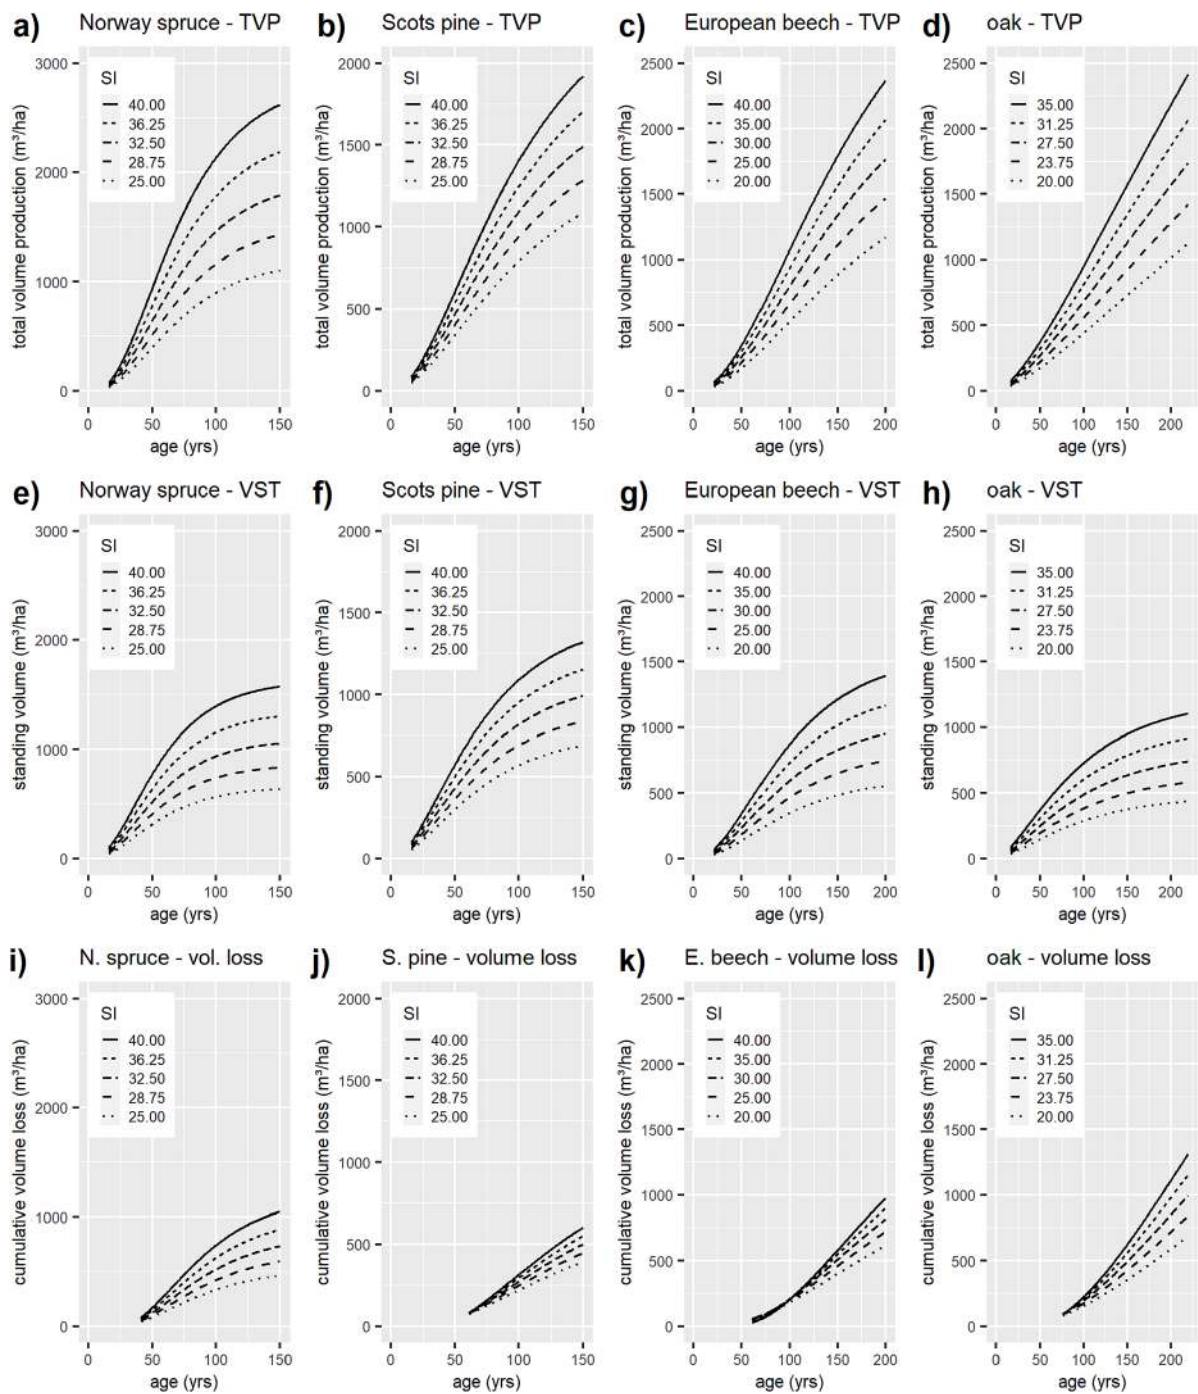 a) Norway spruce - TVP
total volume production (m³/ha)
3000
2000
1000
0
SI
40.00
36.25
32.50
28.75
25.00
0 50 100 150
age (yrs)
b) Scots pine - TVP
total volume production (m³/ha)
2000
1500
1000
500
0
SI
40.00
36.25
32.50
28.75
25.00
0 50 100 150
age (yrs)
c) European beech - TVP
total volume production (m³/ha)
2500
2000
1500
1000
500
0
SI
40.00
35.00
30.00
25.00
20.00
0 50 100 150 200
age (yrs)
d) oak - TVP
total volume production (m³/ha)
2500
2000
1500
1000
500
0
SI
35.00
31.25
27.50
23.75
20.00
0 50 100 150 200
age (yrs)
e) Norway spruce - VST
standing volume (m³/ha)
3000
2000
1000
0
SI
40.00
36.25
32.50
28.75
25.00
0 50 100 150
age (yrs)
f) Scots pine - VST
standing volume (m³/ha)
2000
1500
1000
500
0
SI
40.00
36.25
32.50
28.75
25.00
0 50 100 150
age (yrs)
g) European beech - VST
standing volume (m³/ha)
2500
2000
1500
1000
500
0
SI
40.00
35.00
30.00
25.00
20.00
0 50 100 150 200
age (yrs)
h) oak - VST
standing volume (m³/ha)
2500
2000
1500
1000
500
0
SI
35.00
31.25
27.50
23.75
20.00
0 50 100 150 200
age (yrs)
i) N. spruce - vol. loss
cumulative volume loss (m³/ha)
3000
2000
1000
0
SI
40.00
36.25
32.50
28.75
25.00
0 50 100 150
age (yrs)
j) S. pine - volume loss
cumulative volume loss (m³/ha)
2000
1500
1000
500
0
SI
40.00
36.25
32.50
28.75
25.00
0 50 100 150
age (yrs)
k) E. beech - volume loss
cumulative volume loss (m³/ha)
2500
2000
1500
1000
500
0
SI
40.00
35.00
30.00
25.00
20.00
0 50 100 150 200
age (yrs)
l) oak - volume loss
cumulative volume loss (m³/ha)
2500
2000
1500
1000
500
0
SI
35.00
31.25
27.50
23.75
20.00
0 50 100 150 200
age (yrs)